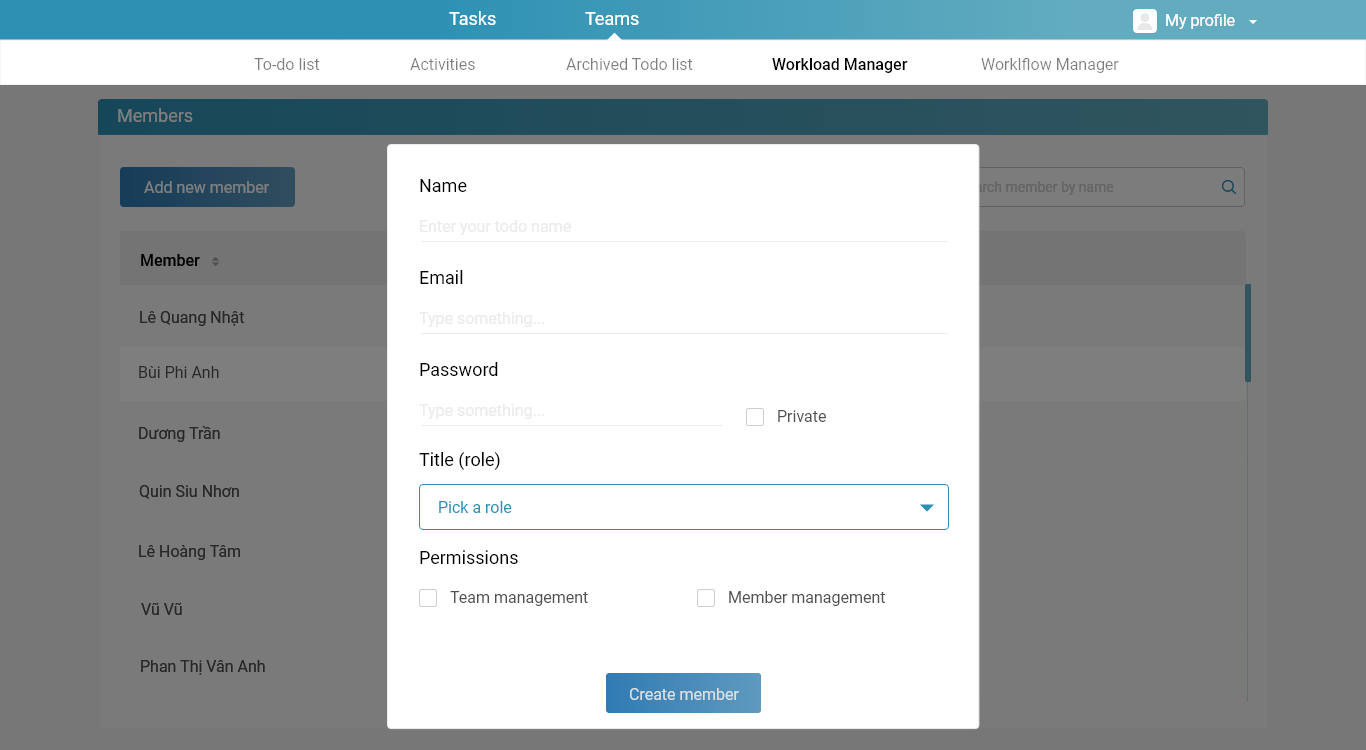 Tasks
Teams
My profile
To-do list
Activities
Archived Todo list
Workload Manager
Worklflow Manager
Members
Add new member
member by name
Member
Lê Quang Nhật
Bùi Phi Anh
Dương Trần
Quin Siu Nhơn
Lê Hoàng Tâm
Vũ Vũ
Phan Thị Vân Anh
Name
Enter your todo name
Email
Type something...
Password
Type something...
Private
Title (role)
Pick a role
Permissions
Team management
Member management
Create member